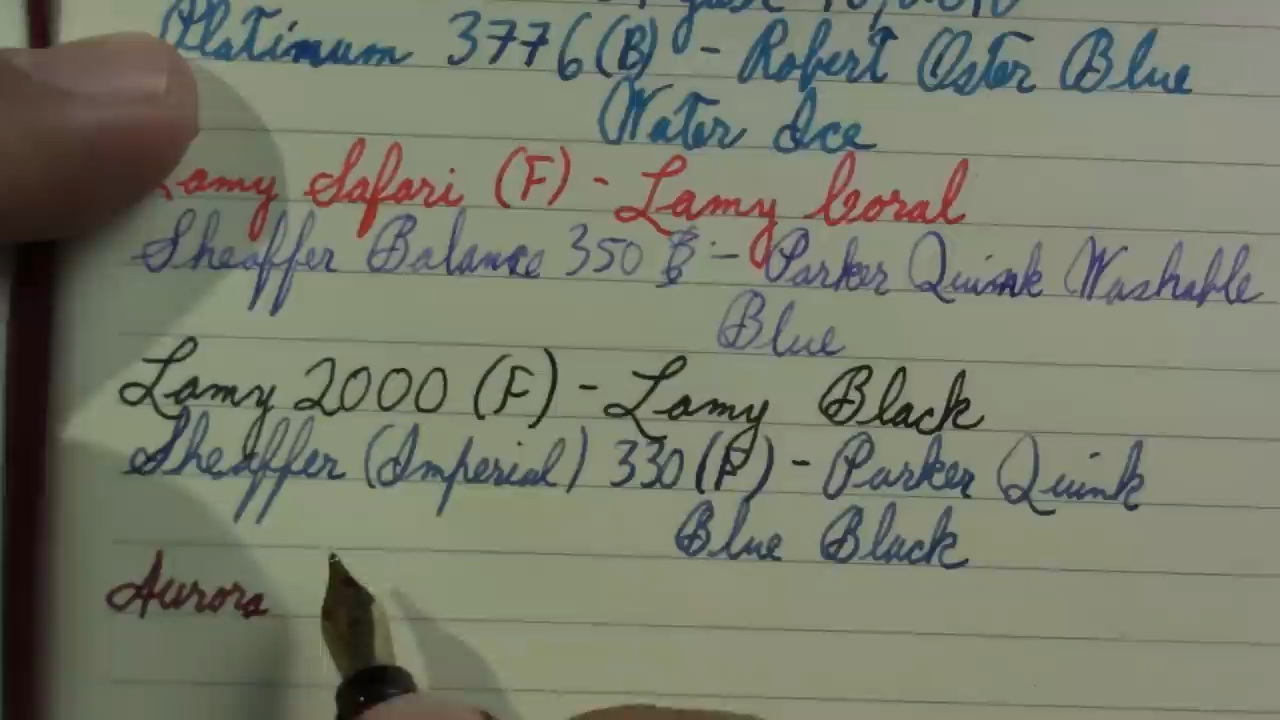 Platinum 3776 (B) - Robert Oster Blue
Water Ice
Lamy Safari (F) - Lamy Coral
Sheaffer Balance 350 B - Parker Quink Washable
Blue
Lamy 2000 (F) - Lamy Black
Sheaffer (Imperial) 330 (F) - Parker Quink
Blue Black
Aurora